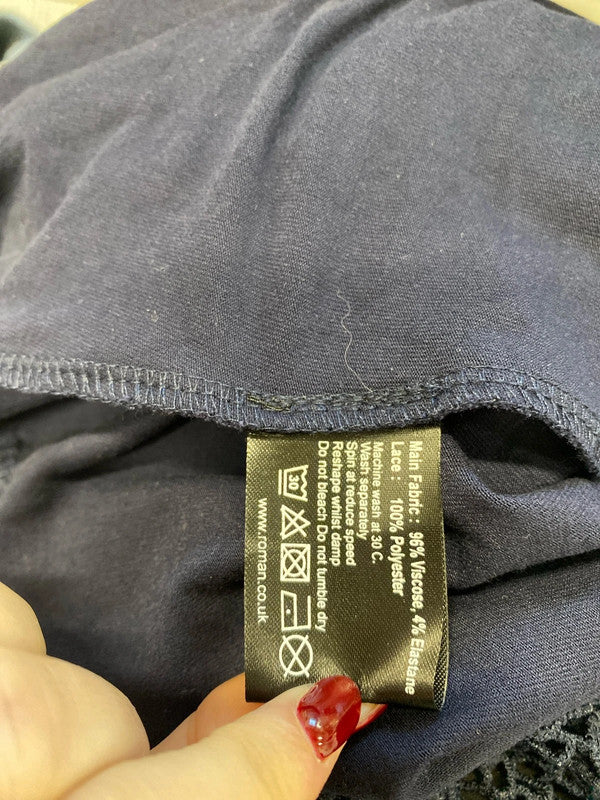 Main Fabric : 96% Viscose, 4% Elastane
Lace : 100% Polyester
Machine wash at 30 C.
Wash separately
Spin at reduce speed
Reshape whilst damp
Do not bleach Do not tumble dry
30
www.roman.co.uk